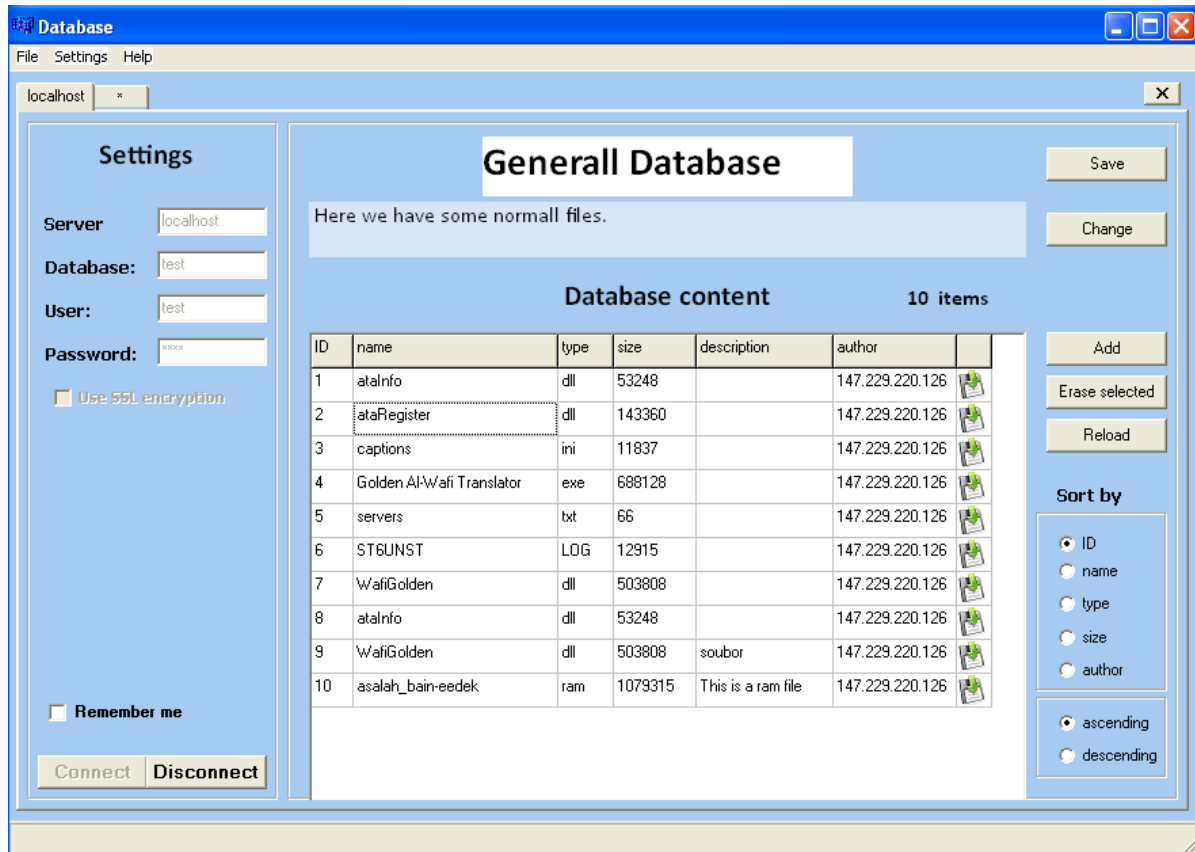 Database
File Settings Help
localhost × X
Settings
Server localhost
Database: test
User: test
Password: ××××
Use SSL encryption
Remember me
Connect Disconnect
Generall Database
Here we have some normall files.
Database content 10 items
ID name type size description author
1 ataInfo dll 53248 147.229.220.126
2 ataRegister dll 143360 147.229.220.126
3 captions ini 11837 147.229.220.126
4 Golden Al-Wafi Translator exe 688128 147.229.220.126
5 servers txt 66 147.229.220.126
6 ST6UNST LOG 12915 147.229.220.126
7 WafiGolden dll 503808 147.229.220.126
8 ataInfo dll 53248 147.229.220.126
9 WafiGolden dll 503808 soubor 147.229.220.126
10 asalah_bain-eedek ram 1079315 This is a ram file 147.229.220.126
Save
Change
Add
Erase selected
Reload
Sort by
ID
name
type
size
author
ascending
descending